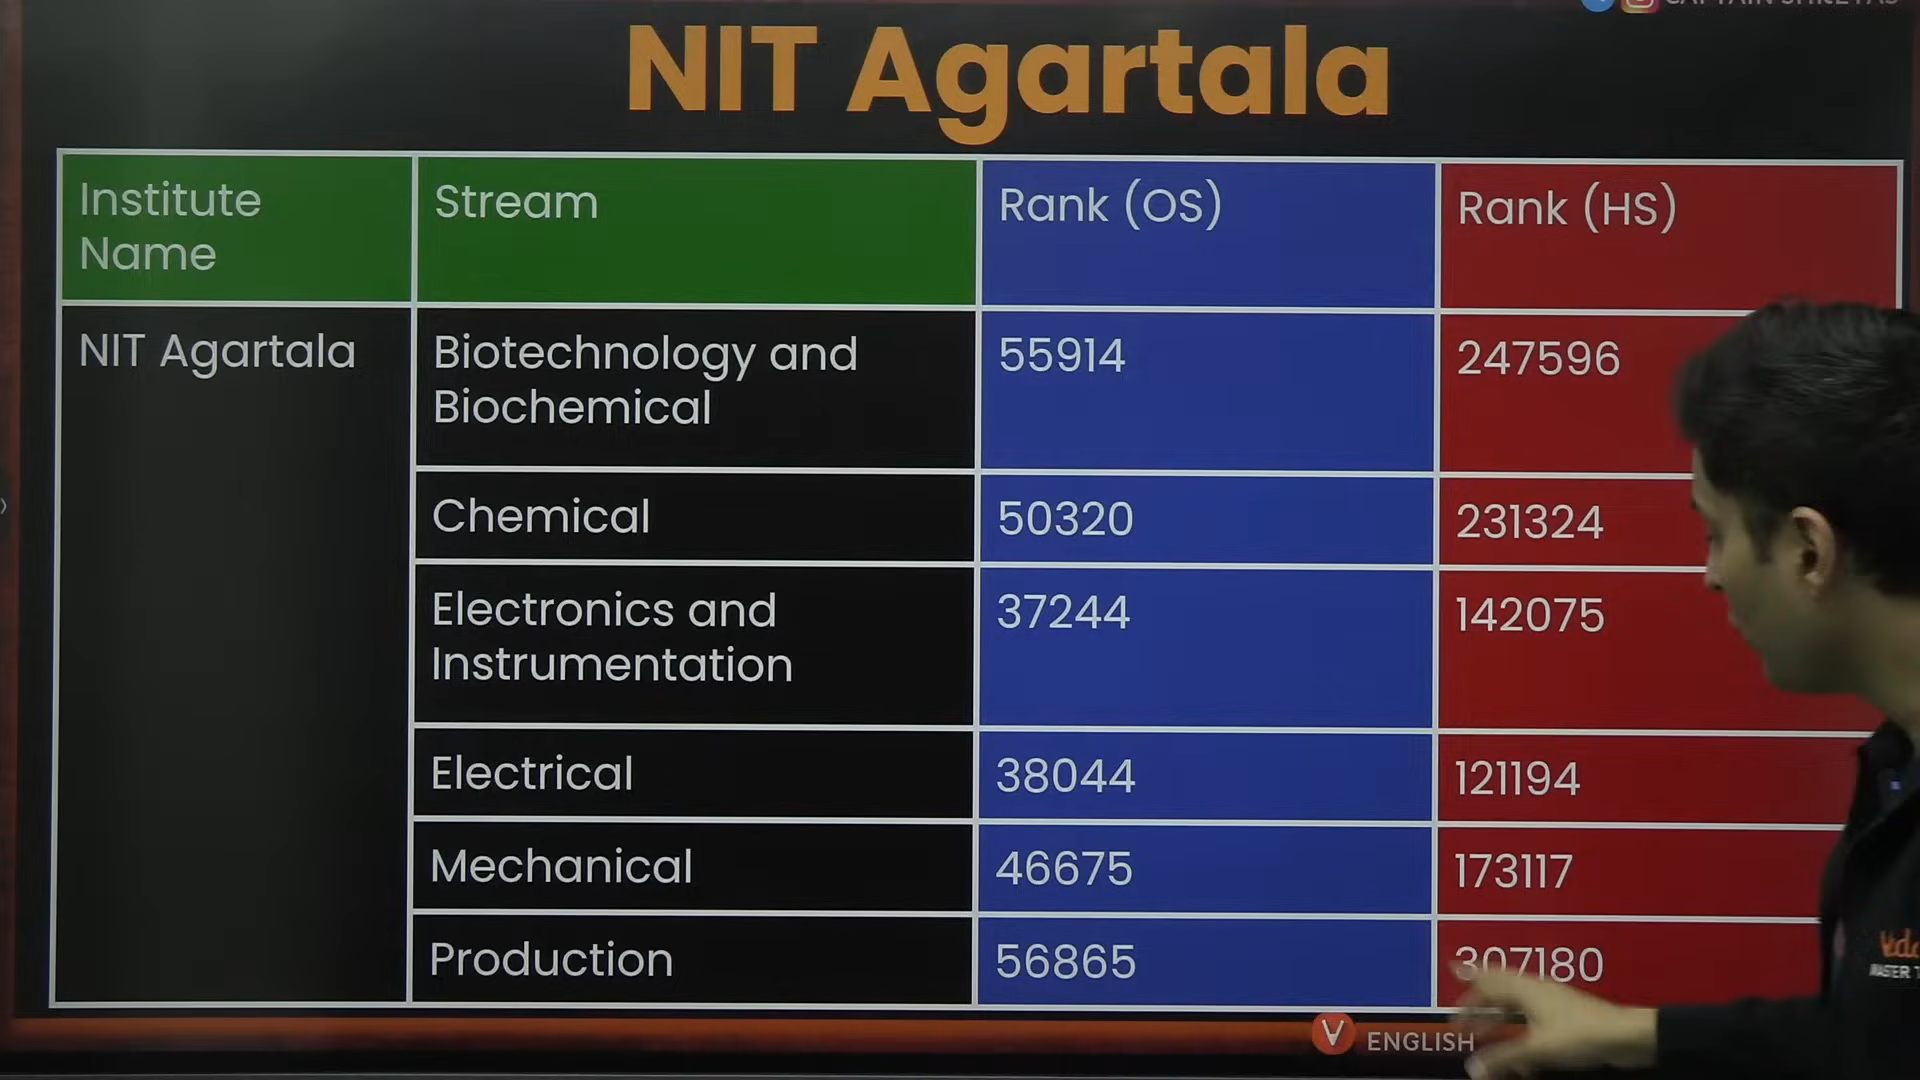 NIT Agartala
Institute Name
Stream
Rank (OS)
Rank (HS)
NIT Agartala
Biotechnology and
Biochemical
55914
247596
Chemical
50320
231324
Electronics and
Instrumentation
37244
142075
Electrical
38044
121194
Mechanical
46675
173117
Production
56865
307180
V ENGLISH